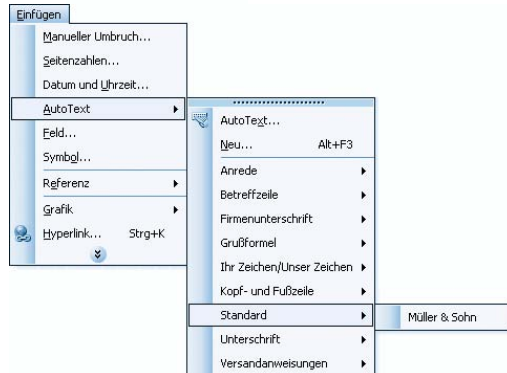 Einfügen
Manueller Umbruch...
Seitenzahlen...
Datum und Uhrzeit...
AutoText
Feld...
Symbol...
Referenz
Grafik
Hyperlink... Strg+K
AutoText...
Neu... Alt+F3
Anrede
Betreffzeile
Firmenunterschrift
Grußformel
Ihr Zeichen/Unser Zeichen
Kopf- und Fußzeile
Standard
Unterschrift
Versandanweisungen
Müller & Sohn